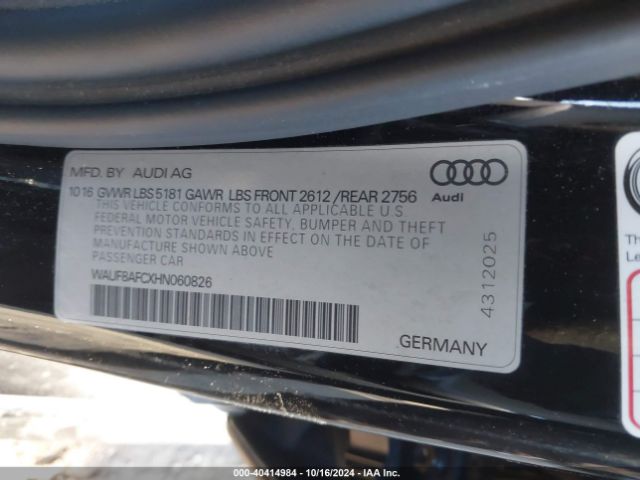 MFD. BY AUDI AG
10 16 GVWR LBS 5181 GAWR LBS FRONT 2612 / REAR 2756
THIS VEHICLE CONFORMS TO ALL APPLICABLE U.S
FEDERAL MOTOR VEHICLE SAFETY, BUMPER AND THEFT
PREVENTION STANDARDS IN EFFECT ON THE DATE OF
MANUFACTURE SHOWN ABOVE
PASSENGER CAR
WAUF8AFCXHN060826
Audi
4312025
GERMANY
Th
Le
000-40414984 - 10/16/2024 - IAA Inc.